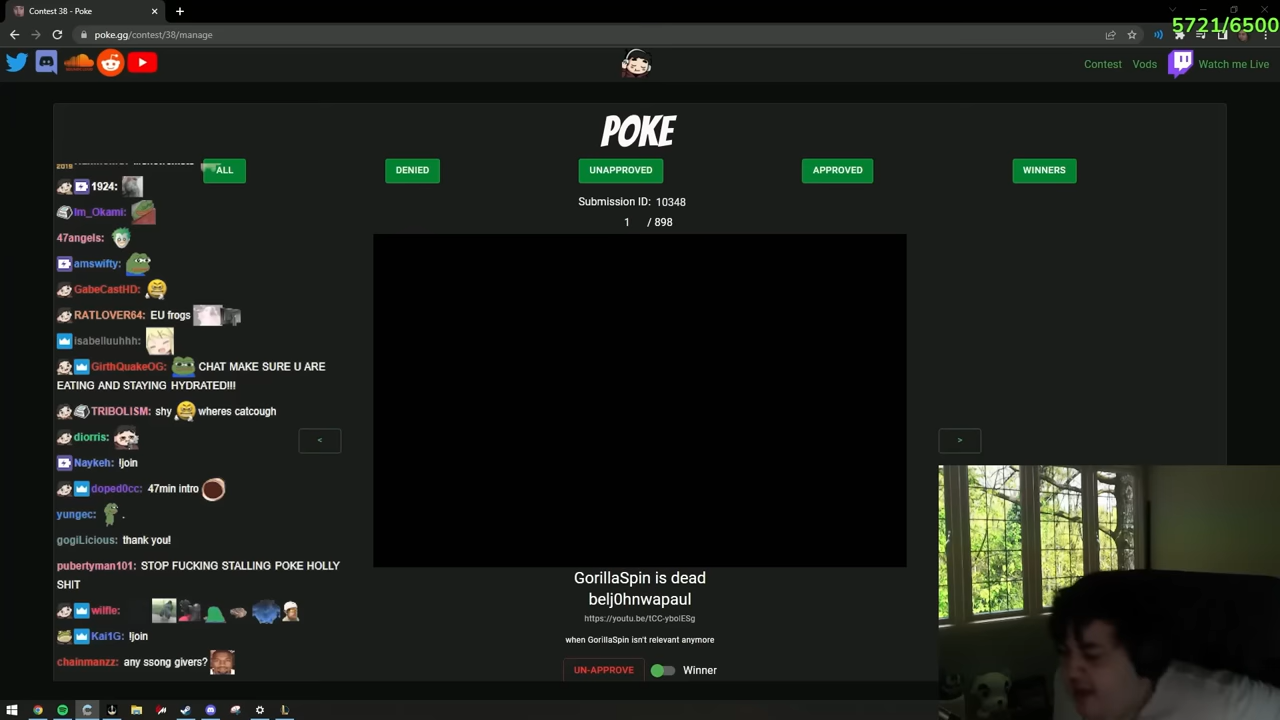 Contest 38 - Poke
5721/6500
poke.gg/contest/38/manage
Contest
Vods
Watch me Live
POKE
ALL
DENIED
UNAPPROVED
APPROVED
WINNERS
Submission ID: 10348
1 / 898
1924:
Im_Okami:
47angels:
amswifty:
GabeCastHD:
RATLOVER64: EU frogs
isabelluuhhh:
GirthQuakeOG: CHAT MAKE SURE U ARE
EATING AND STAYING HYDRATED!!!
TRIBOLISM: shy wheres catcough
diorris:
<
>
Naykeh: !join
doped0cc: 47min intro
yungec: .
gogiLicious: thank you!
pubertyman101: STOP FUCKING STALLING POKE HOLLY
SHIT
wilfie:
Kai1G: !join
chainmanzz: any ssong givers?
GorillaSpin is dead
belj0hnwapaul
https://youtu.be/tCC-yboIESg
when GorillaSpin isn't relevant anymore
UN-APPROVE
Winner